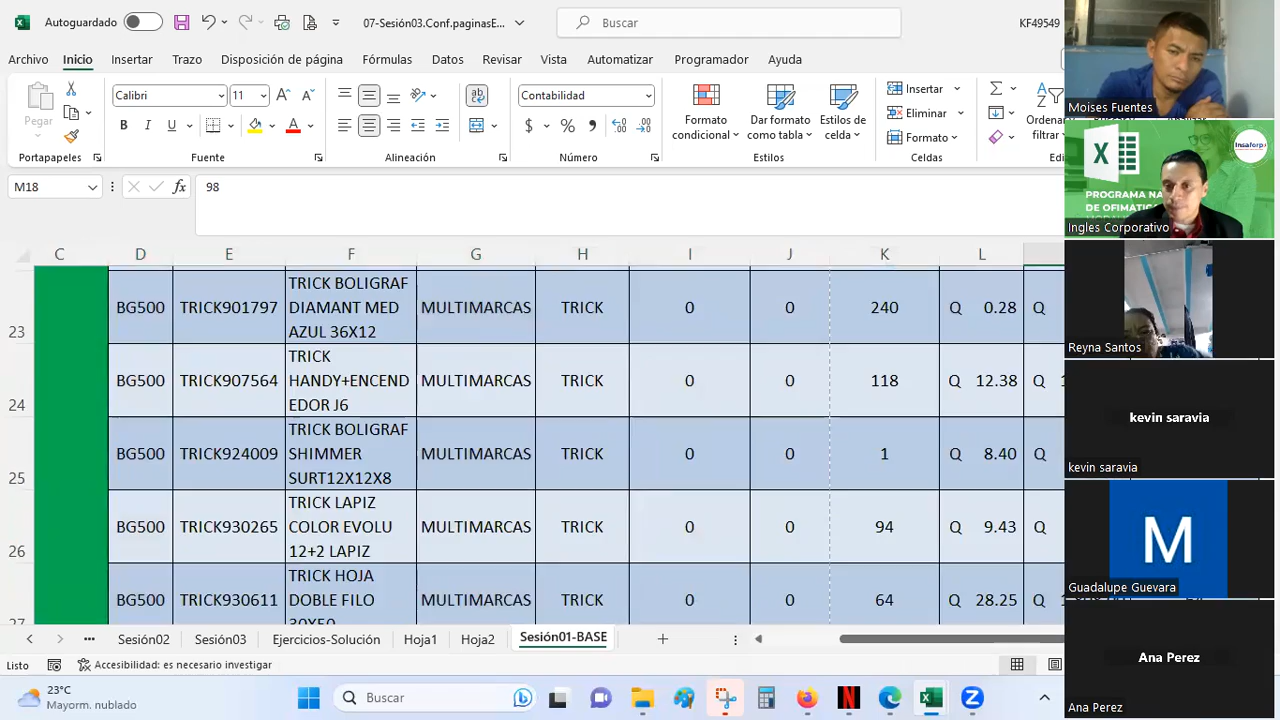 Autoguardado
07-Sesión03.Conf.paginasE...
Buscar
KF49549
Archivo Inicio Insertar Trazo Disposición de página Fórmulas Datos Revisar Vista Automatizar Programador Ayuda
Pegar
Calibri 11
Contabilidad
Formato condicional
Dar formato como tabla
Estilos de celda
Insertar
Eliminar
Formato
Ordenar
filtrar
Portapapeles Fuente Alineación Número Estilos Celdas
M18 fx 98
C D E F G H I J K L
23 BG500 TRICK901797 TRICK BOLIGRAF DIAMANT MED AZUL 36X12 MULTIMARCAS TRICK 0 0 240 Q 0.28 Q
24 BG500 TRICK907564 TRICK HANDY+ENCENDEDOR J6 MULTIMARCAS TRICK 0 0 118 Q 12.38 Q
25 BG500 TRICK924009 TRICK BOLIGRAF SHIMMER SURT12X12X8 MULTIMARCAS TRICK 0 0 1 Q 8.40 Q
26 BG500 TRICK930265 TRICK LAPIZ COLOR EVOLU 12+2 LAPIZ MULTIMARCAS TRICK 0 0 94 Q 9.43 Q
27 BG500 TRICK930611 TRICK HOJA DOBLE FILO 30X50 MULTIMARCAS TRICK 0 0 64 Q 28.25 Q
Sesión02 Sesión03 Ejercicios-Solución Hoja1 Hoja2 Sesión01-BASE
Listo
Accesibilidad: es necesario investigar
23°C
Mayorm. nublado
Buscar
Moises Fuentes
Insaforp
PROGRAMA NA
DE OFIMATIC
Ingles Corporativo
Reyna Santos
kevin saravia
kevin saravia
M
Guadalupe Guevara
Ana Perez
Ana Perez